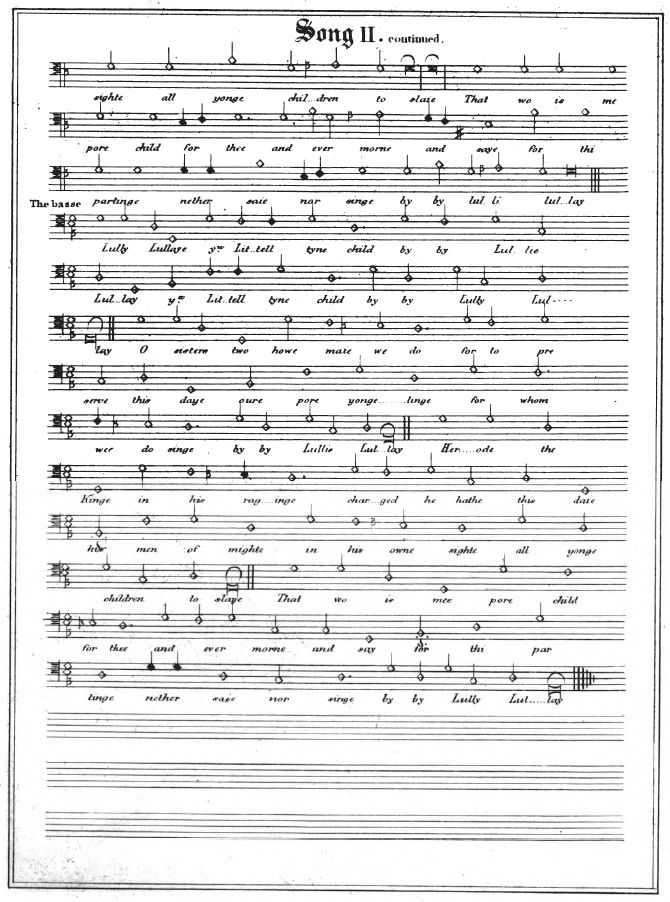 Song II. continued.
sighte all yonge chil...dren to slaie That wo is me
pore child for thee and ever morne and saye for thi
partinge nether saie nor singe by by lul li lul...lay
The basse
Lully Lullaye yͤ Lit..tell tyne child by by Lul lie
Lul..lay yͤ Lit.tell tyne child by by Lully Lul----
lay O sisters two howe maie we do for to pre
serve this daye oure pore yonge......linge for whom
wee do singe by by Lullie Lul...lay Her.....ode the
Kinge in his rag...inge char...ged he hathe this daie
his men of mighte in his owne sighte all yonge
children to slaye That wo is mee pore child
for thee and ever morne and say for thi par
tinge nether saie nor singe by by Lully Lul.....lay